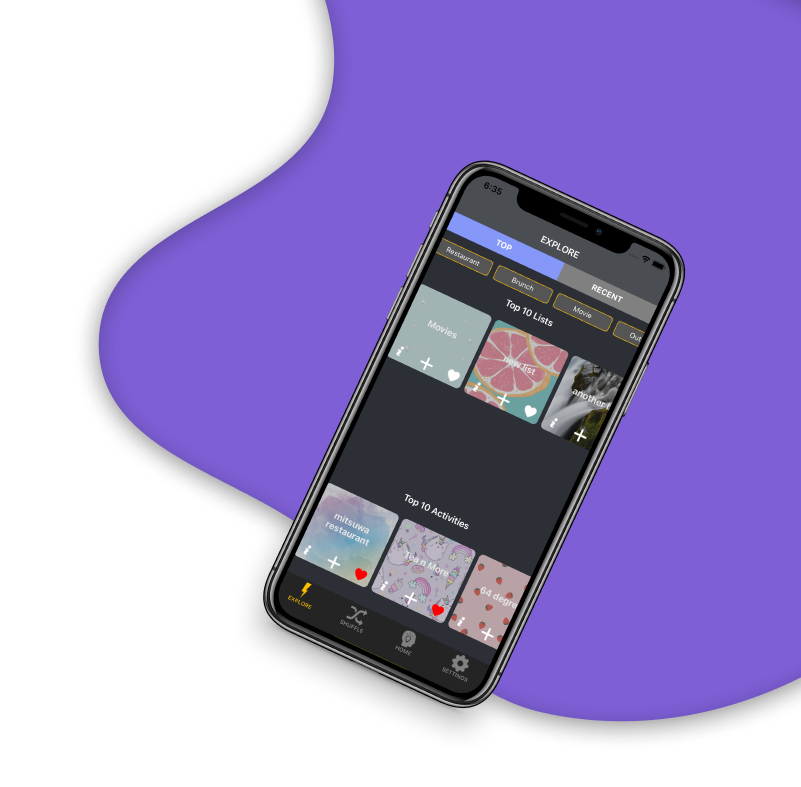 6:35
EXPLORE
TOP
RECENT
Restaurant
Brunch
Movie
Out
Top 10 Lists
Movies
new list
another
Top 10 Activities
mitsuwa
restaurant
Tea n More
64 degre
EXPLORE
SHUFFLE
HOME
SETTINGS